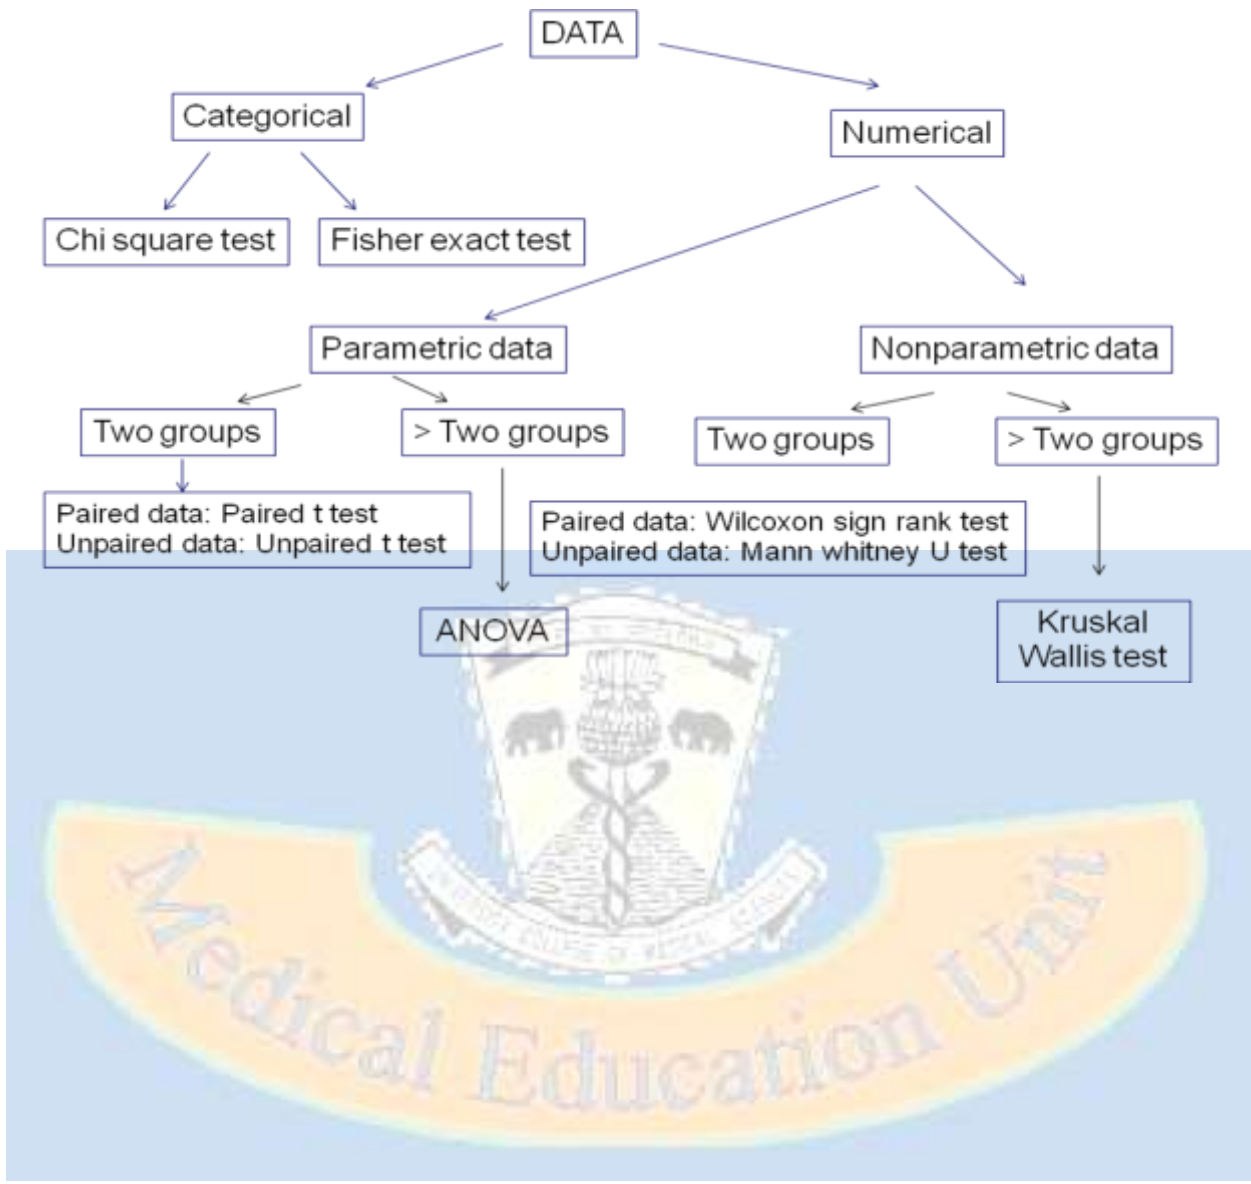 DATA
Categorical
Numerical
Chi square test
Fisher exact test
Parametric data
Nonparametric data
Two groups
> Two groups
Two groups
> Two groups
Paired data: Paired t test
Unpaired data: Unpaired t test
Paired data: Wilcoxon sign rank test
Unpaired data: Mann whitney U test
ANOVA
Kruskal
Wallis test
COLLEGE OF
Medical Education Unit